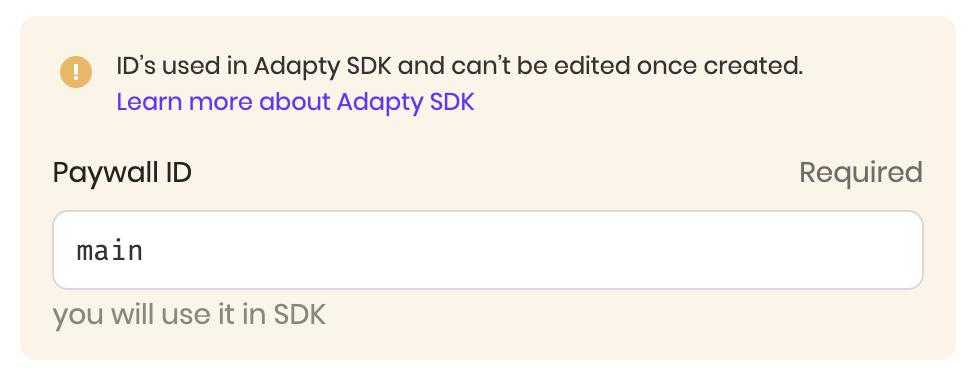 ID’s used in Adapty SDK and can’t be edited once created.
Learn more about Adapty SDK
Paywall ID
Required
main
you will use it in SDK